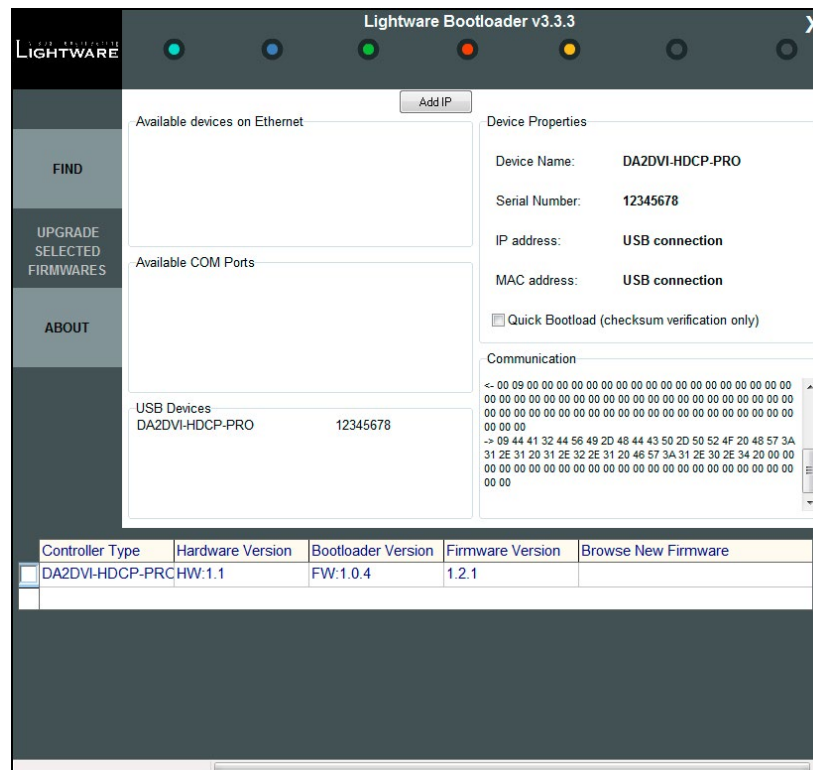 Lightware Bootloader v3.3.3
X
LIGHTWARE
Add IP
FIND
UPGRADE
SELECTED
FIRMWARES
ABOUT
Available devices on Ethernet
Available COM Ports
USB Devices
DA2DVI-HDCP-PRO 12345678
Device Properties
Device Name: DA2DVI-HDCP-PRO
Serial Number: 12345678
IP address: USB connection
MAC address: USB connection
Quick Bootload (checksum verification only)
Communication
<- 00 09 00 00 00 00 00 00 00 00 00 00 00 00 00 00 00 00 00
00 00 00 00 00 00 00 00 00 00 00 00 00 00 00 00 00 00 00 00 00
00 00 00 00 00 00 00 00 00 00 00 00 00 00 00 00 00 00 00 00 00
00 00 00
-> 09 44 41 32 44 56 49 2D 48 44 43 50 2D 50 52 4F 20 48 57 3A
31 2E 31 20 31 2E 32 2E 31 20 46 57 3A 31 2E 30 2E 34 20 00 00
00 00 00 00 00 00 00 00 00 00 00 00 00 00 00 00 00 00 00 00 00
00 00
Controller Type Hardware Version Bootloader Version Firmware Version Browse New Firmware
DA2DVI-HDCP-PRO HW:1.1 FW:1.0.4 1.2.1